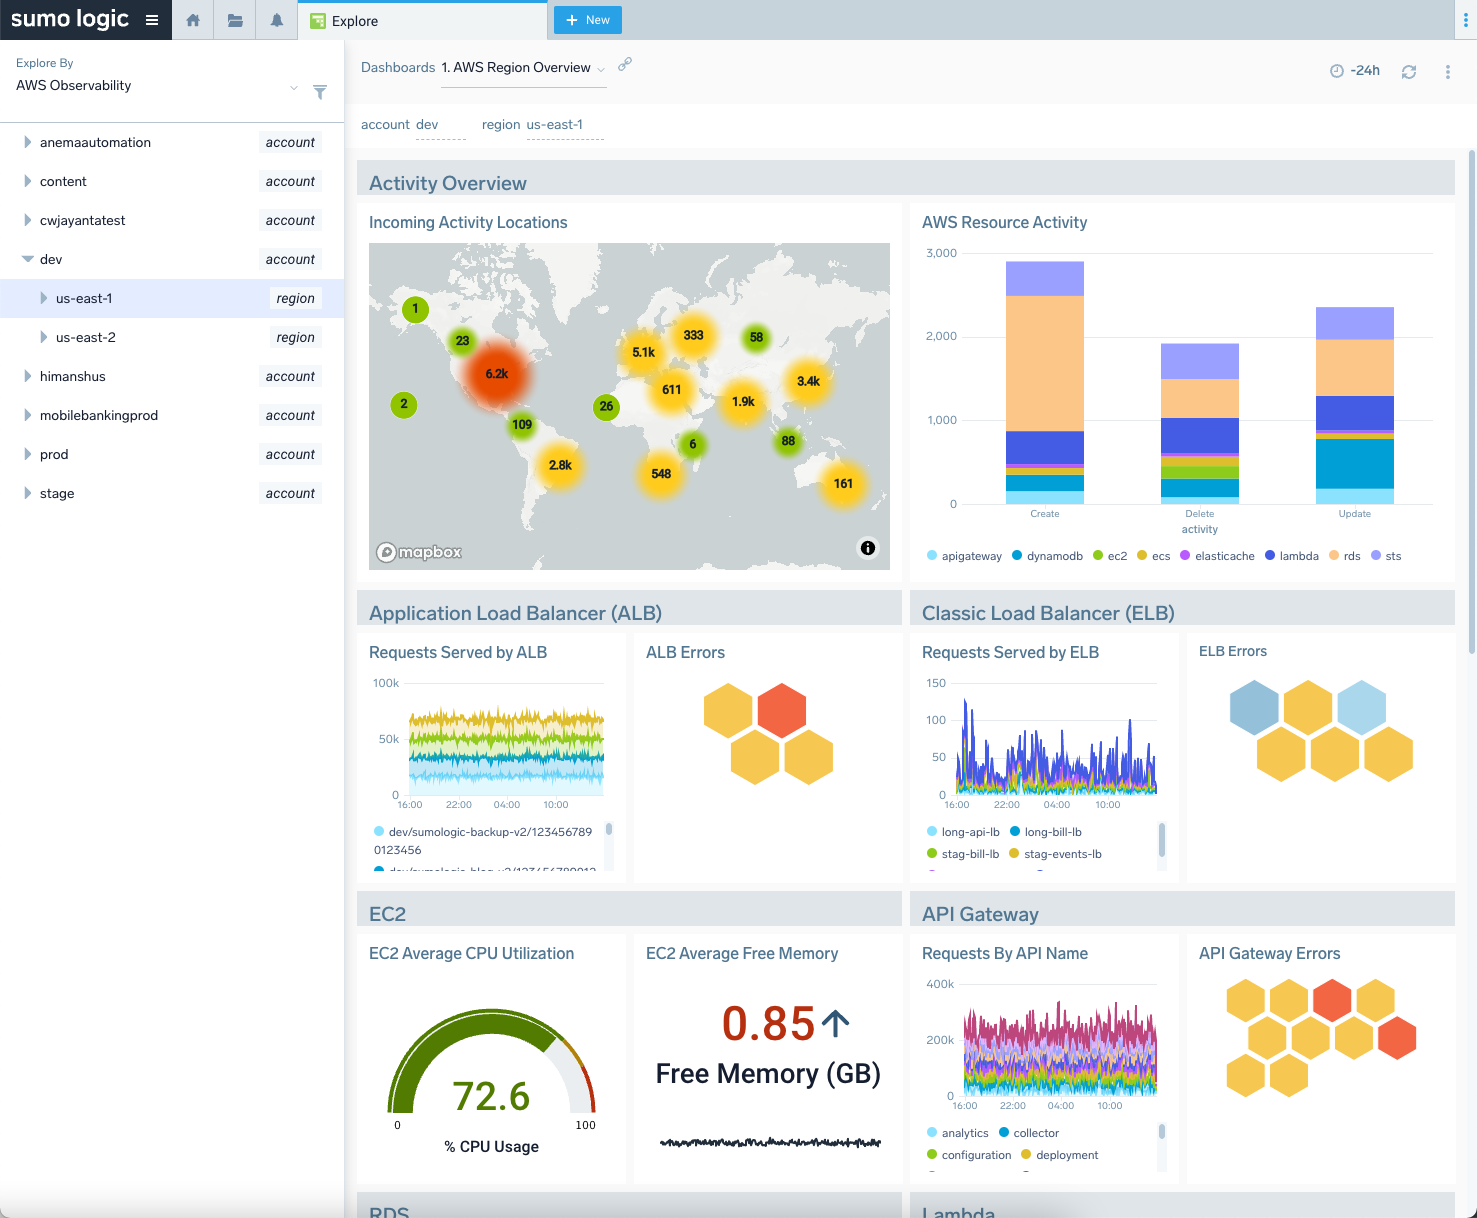 sumo logic
Explore
+ New
Explore By
AWS Observability
anemaautomation account
content account
cwjayantatest account
dev account
us-east-1 region
us-east-2 region
himanshus account
mobilebankingprod account
prod account
stage account
Dashboards 1. AWS Region Overview
-24h
account dev region us-east-1
Activity Overview
Incoming Activity Locations
1
23
6.2k
2
109
2.8k
5.1k
333
58
611
26
1.9k
3.4k
6
88
548
161
mapbox
i
AWS Resource Activity
3,000
2,000
1,000
0
Create Delete Update
activity
apigateway dynamodb ec2 ecs elasticache lambda rds sts
Application Load Balancer (ALB)
Requests Served by ALB
100k
50k
0
16:00 22:00 04:00 10:00
dev/sumologic-backup-v2/123456789
0123456
ALB Errors
Classic Load Balancer (ELB)
Requests Served by ELB
150
100
50
0
16:00 22:00 04:00 10:00
long-api-lb long-bill-lb
stag-bill-lb stag-events-lb
ELB Errors
EC2
EC2 Average CPU Utilization
72.6
0 100
% CPU Usage
EC2 Average Free Memory
0.85
Free Memory (GB)
API Gateway
Requests By API Name
400k
200k
0
16:00 22:00 04:00 10:00
analytics collector
configuration deployment
API Gateway Errors
RDS
Lambda